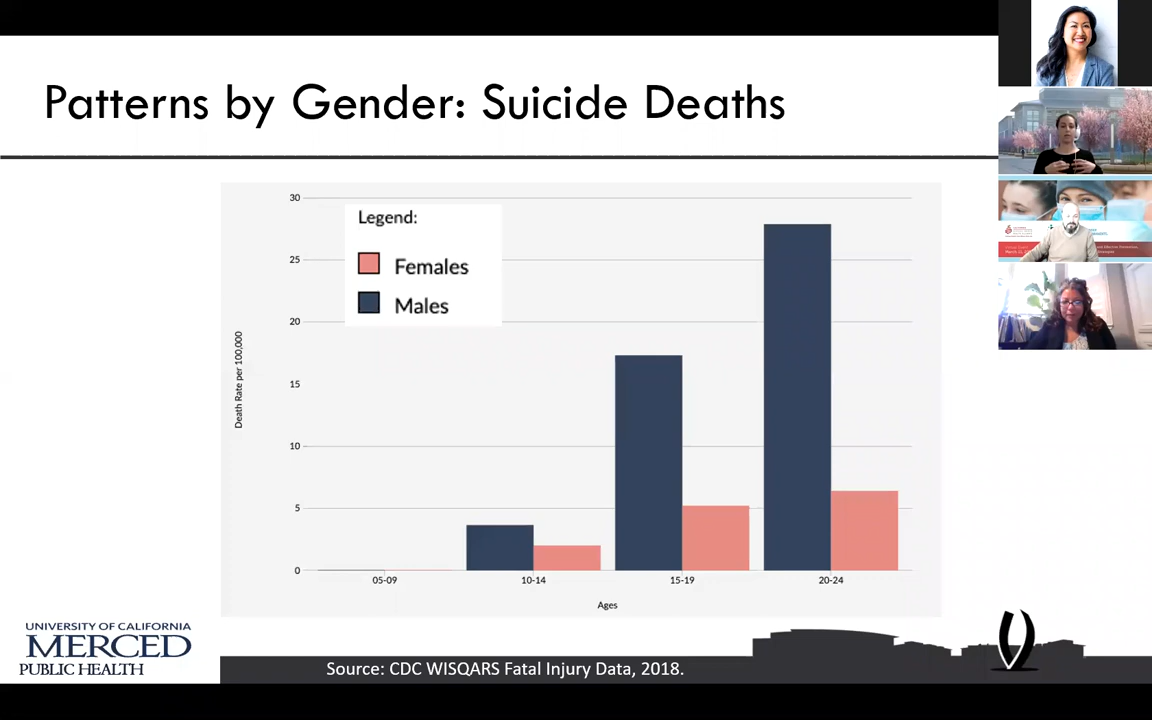 Patterns by Gender: Suicide Deaths
Legend:
Females
Males
Death Rate per 100,000
30
25
20
15
10
5
0
05-09
10-14
15-19
20-24
Ages
UNIVERSITY OF CALIFORNIA
MERCED
PUBLIC HEALTH
Source: CDC WISQARS Fatal Injury Data, 2018.